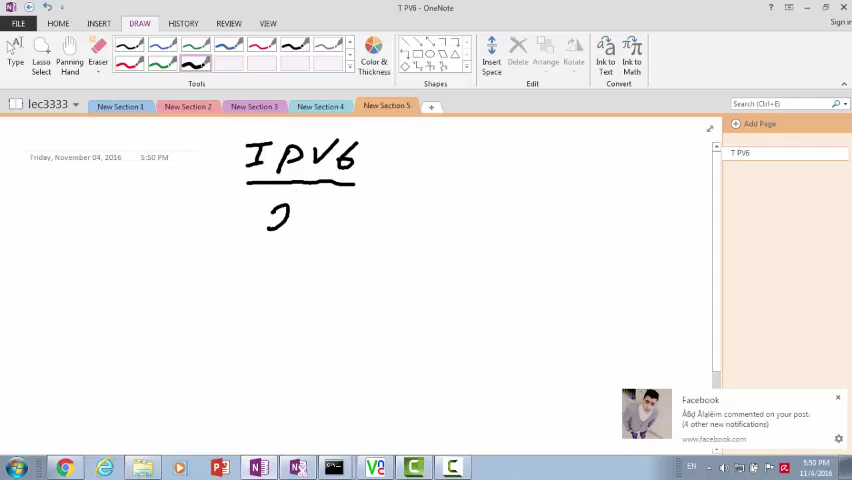 T PV6 - OneNote
FILE HOME INSERT DRAW HISTORY REVIEW VIEW
Sign in
Type
Lasso Select
Panning Hand
Eraser
Color & Thickness
Insert Space
Delete
Arrange
Rotate
Ink to Text
Ink to Math
Tools
Shapes
Edit
Convert
lec3333 New Section 1 New Section 2 New Section 3 New Section 4 New Section 5
Search (Ctrl+E)
Add Page
T PV6
Friday, November 04, 2016 5:50 PM
IPV6
Facebook
Áßḑ Ăląlẽim commented on your post.
(4 other new notifications)
www.facebook.com
EN
5:50 PM
11/4/2016